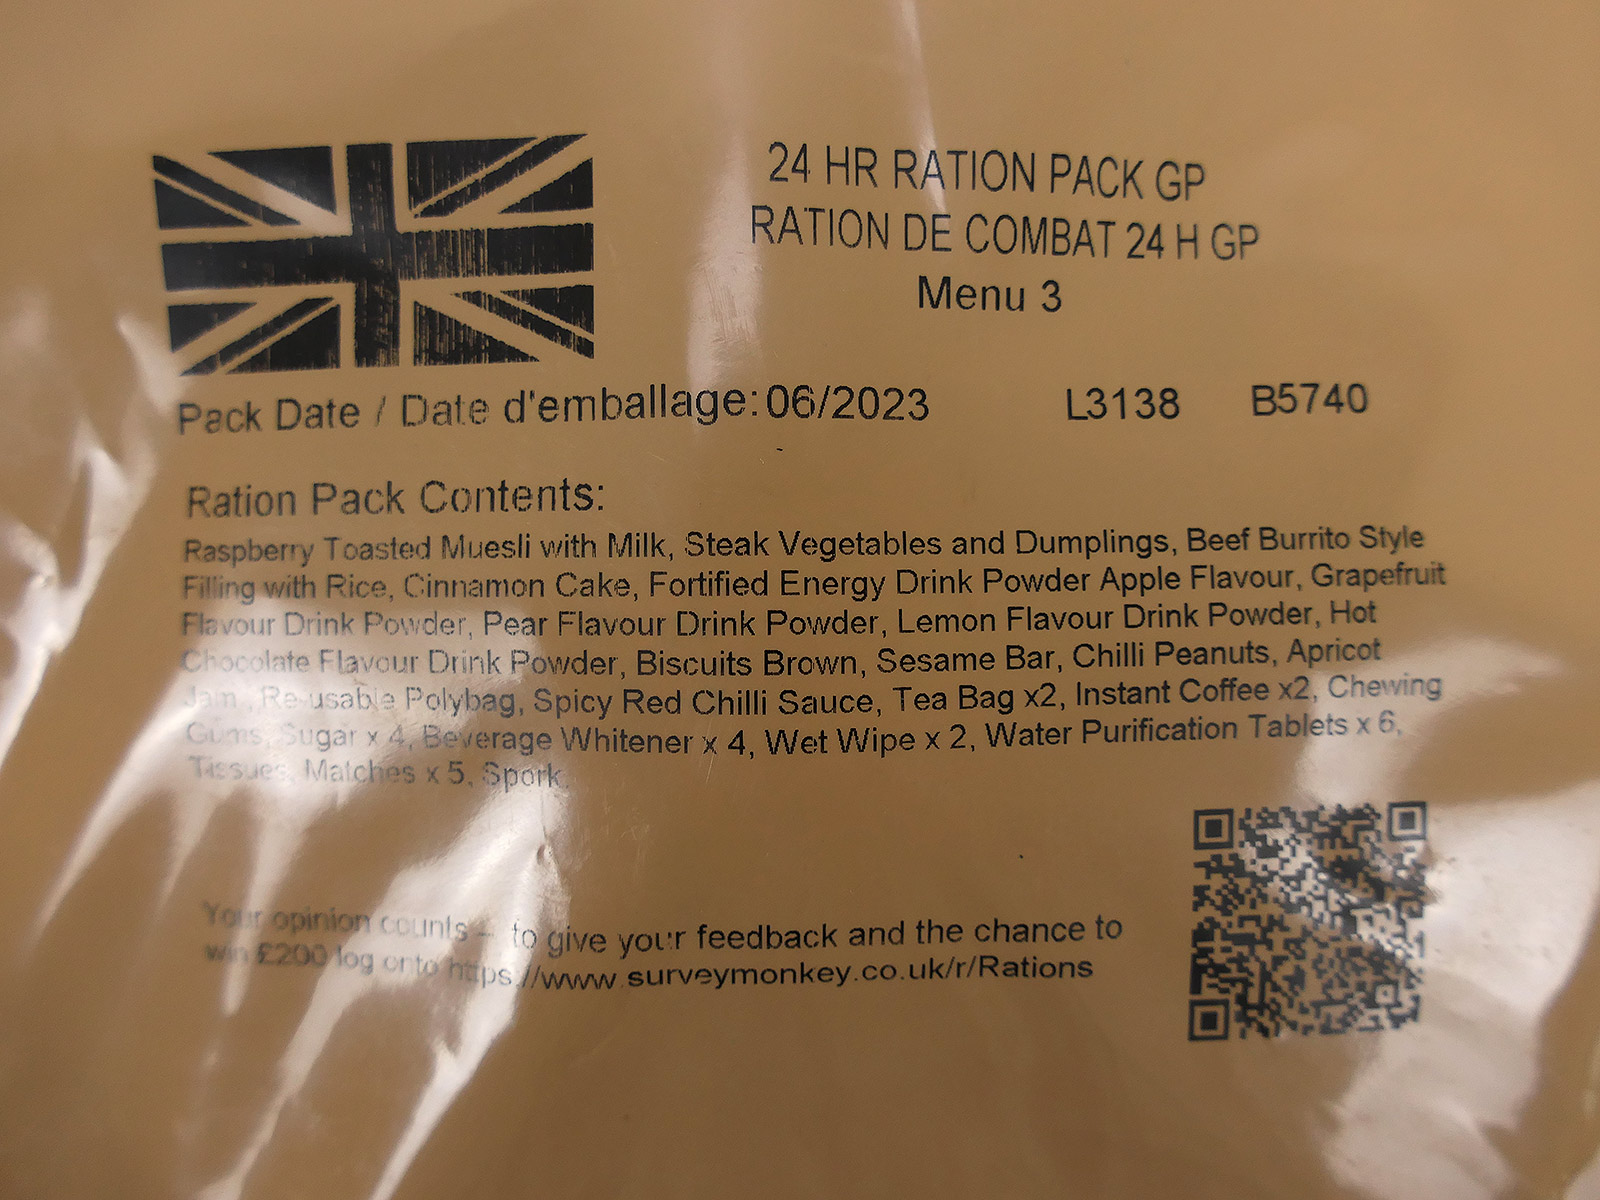 24 HR RATION PACK GP
RATION DE COMBAT 24 H GP
Menu 3
Pack Date / Date d'emballage:06/2023 L3138 B5740
Ration Pack Contents:
Raspberry Toasted Muesli with Milk, Steak Vegetables and Dumplings, Beef Burrito Style
Filling with Rice, Cinnamon Cake, Fortified Energy Drink Powder Apple Flavour, Grapefruit
Flavour Drink Powder, Pear Flavour Drink Powder, Lemon Flavour Drink Powder, Hot
Chocolate Flavour Drink Powder, Biscuits Brown, Sesame Bar, Chilli Peanuts, Apricot
Jam , Re-usable Polybag, Spicy Red Chilli Sauce, Tea Bag x2, Instant Coffee x2, Chewing
Gums, Sugar x 4, Beverage Whitener x 4, Wet Wipe x 2, Water Purification Tablets x 6,
Tissues, Matches x 5, Spork,
Your opinion counts – to give your feedback and the chance to
win £200 log onto https://www.surveymonkey.co.uk/r/Rations